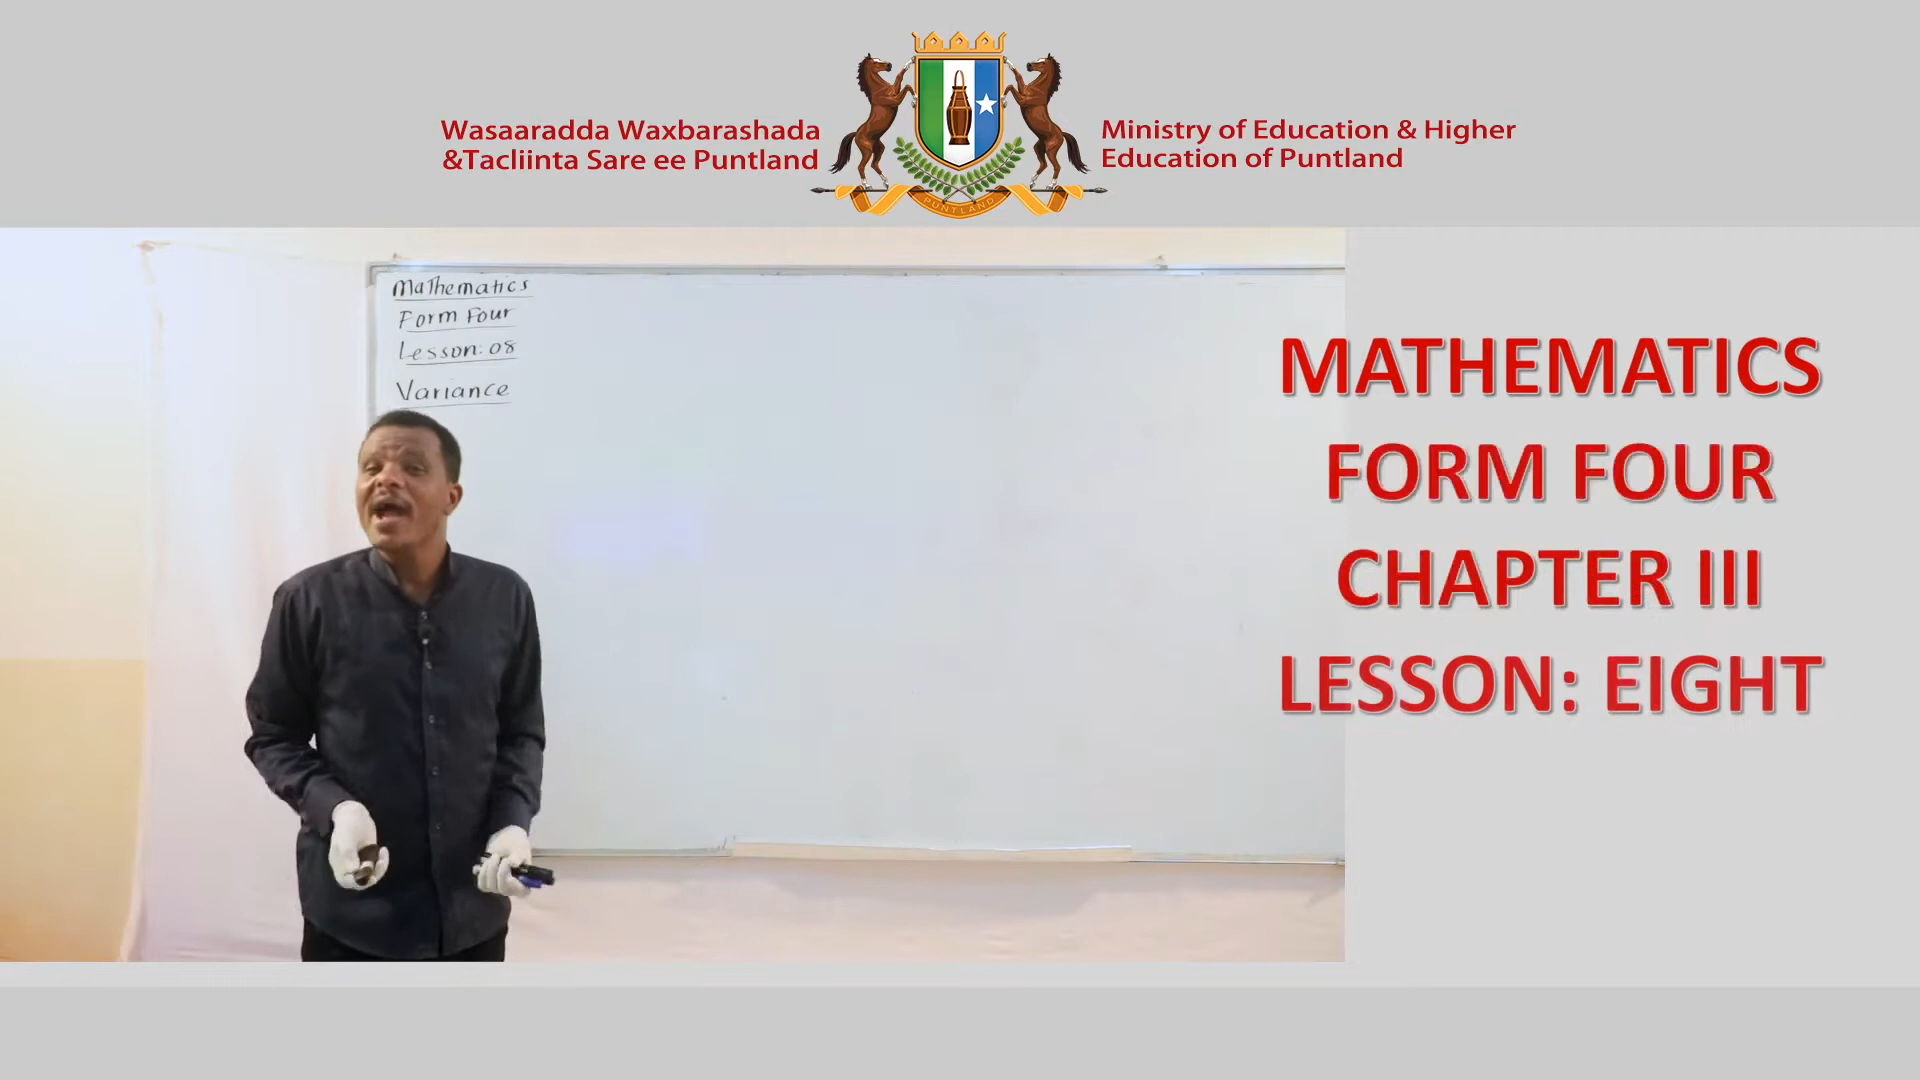 Wasaaradda Waxbarashada
&Tacliinta Sare ee Puntland
Ministry of Education & Higher
Education of Puntland
PUNTLAND
Mathematics
Form Four
Lesson: 08
Variance
MATHEMATICS
FORM FOUR
CHAPTER III
LESSON: EIGHT